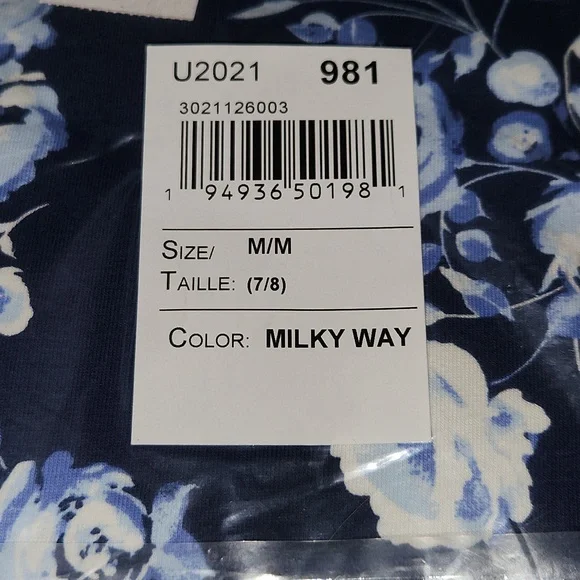 U2021 981
3021126003
1 94936 50198 1
SIZE/ M/M
TAILLE: (7/8)
COLOR: MILKY WAY